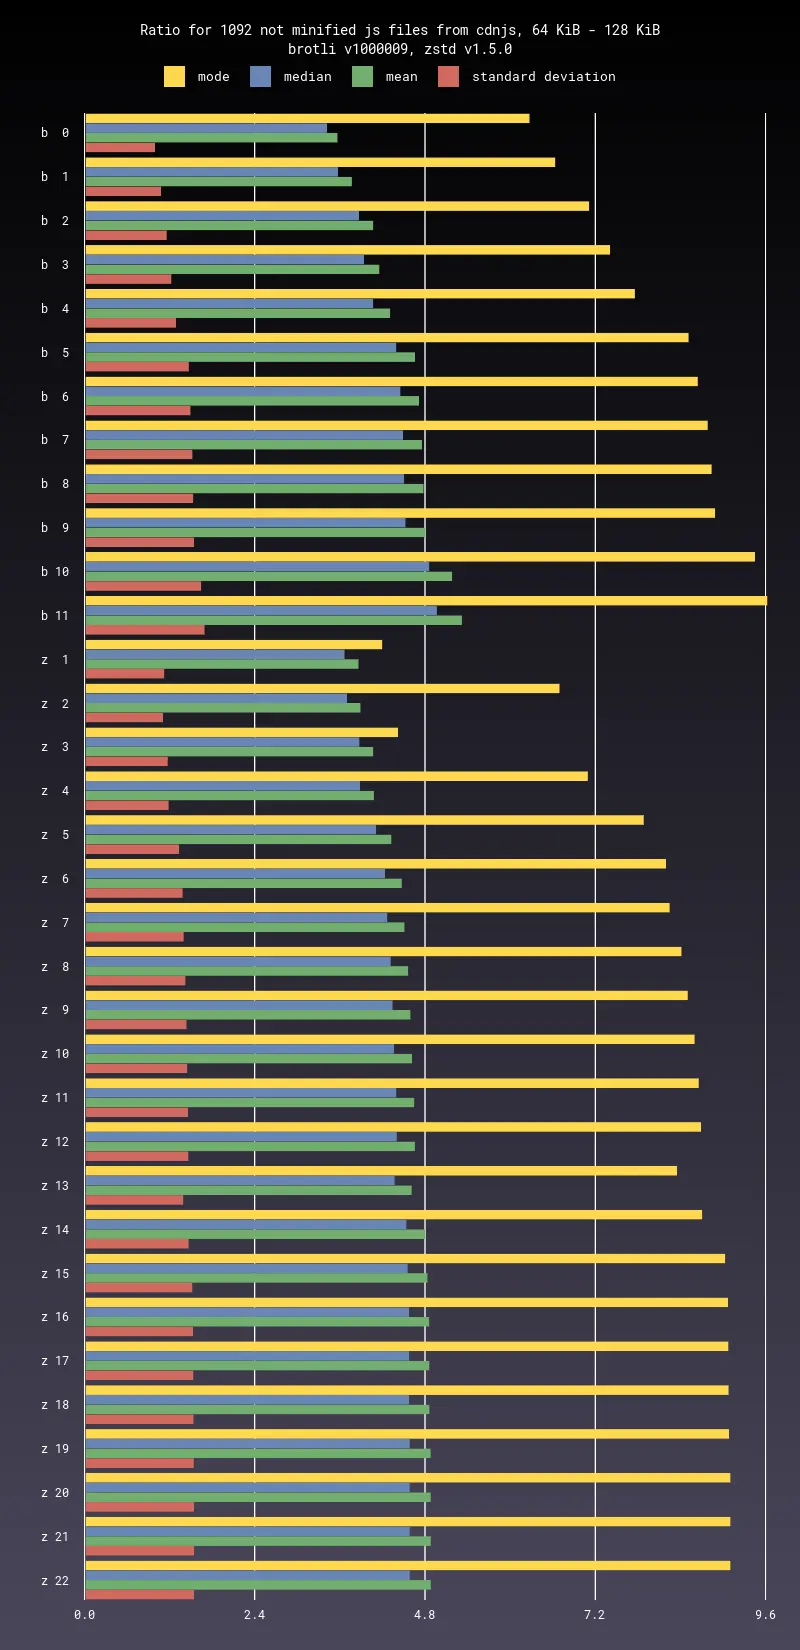 Ratio for 1092 not minified js files from cdnjs, 64 KiB - 128 KiB
brotli v1000009, zstd v1.5.0
mode median mean standard deviation
b 0
b 1
b 2
b 3
b 4
b 5
b 6
b 7
b 8
b 9
b 10
b 11
z 1
z 2
z 3
z 4
z 5
z 6
z 7
z 8
z 9
z 10
z 11
z 12
z 13
z 14
z 15
z 16
z 17
z 18
z 19
z 20
z 21
z 22
0.0 2.4 4.8 7.2 9.6